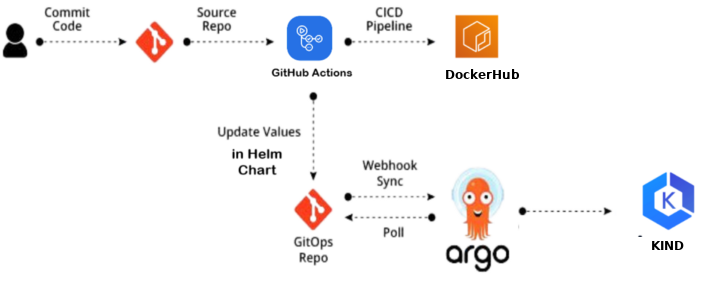 Commit
Code
Source
Repo
CICD
Pipeline
GitHub Actions
DockerHub
Update Values
in Helm
Chart
Webhook
Sync
Poll
GitOps
Repo
argo
K
KIND